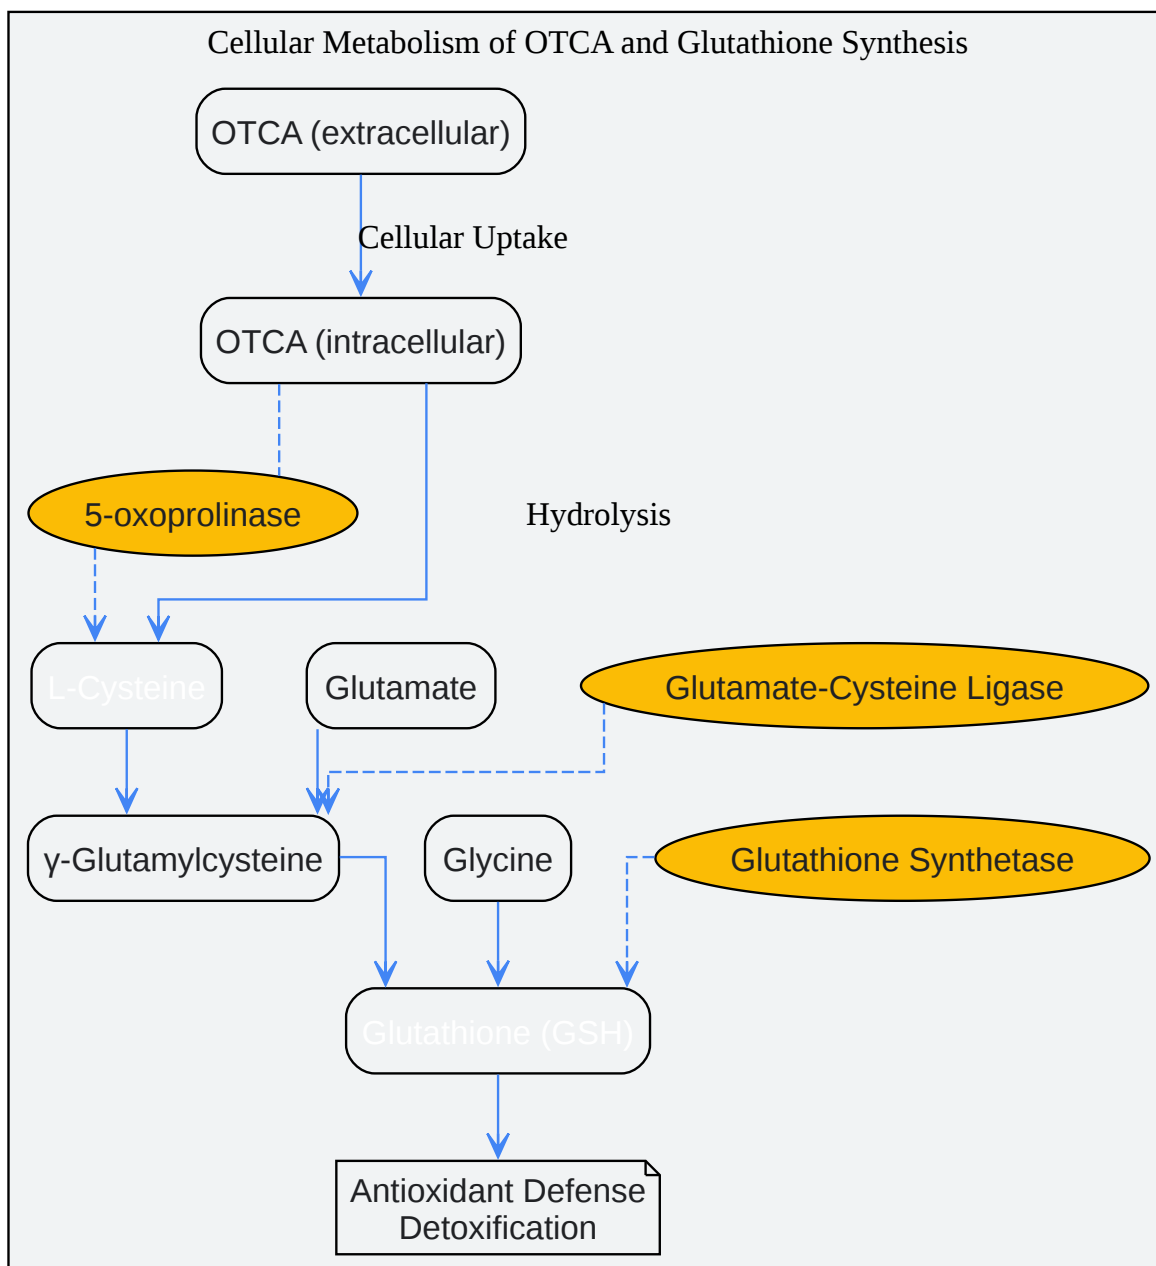 Cellular Metabolism of OTCA and Glutathione Synthesis
OTCA (extracellular)
Cellular Uptake
OTCA (intracellular)
5-oxoprolinase
Hydrolysis
L-Cysteine
Glutamate
Glutamate-Cysteine Ligase
γ-Glutamylcysteine
Glycine
Glutathione Synthetase
Glutathione (GSH)
Antioxidant Defense
Detoxification